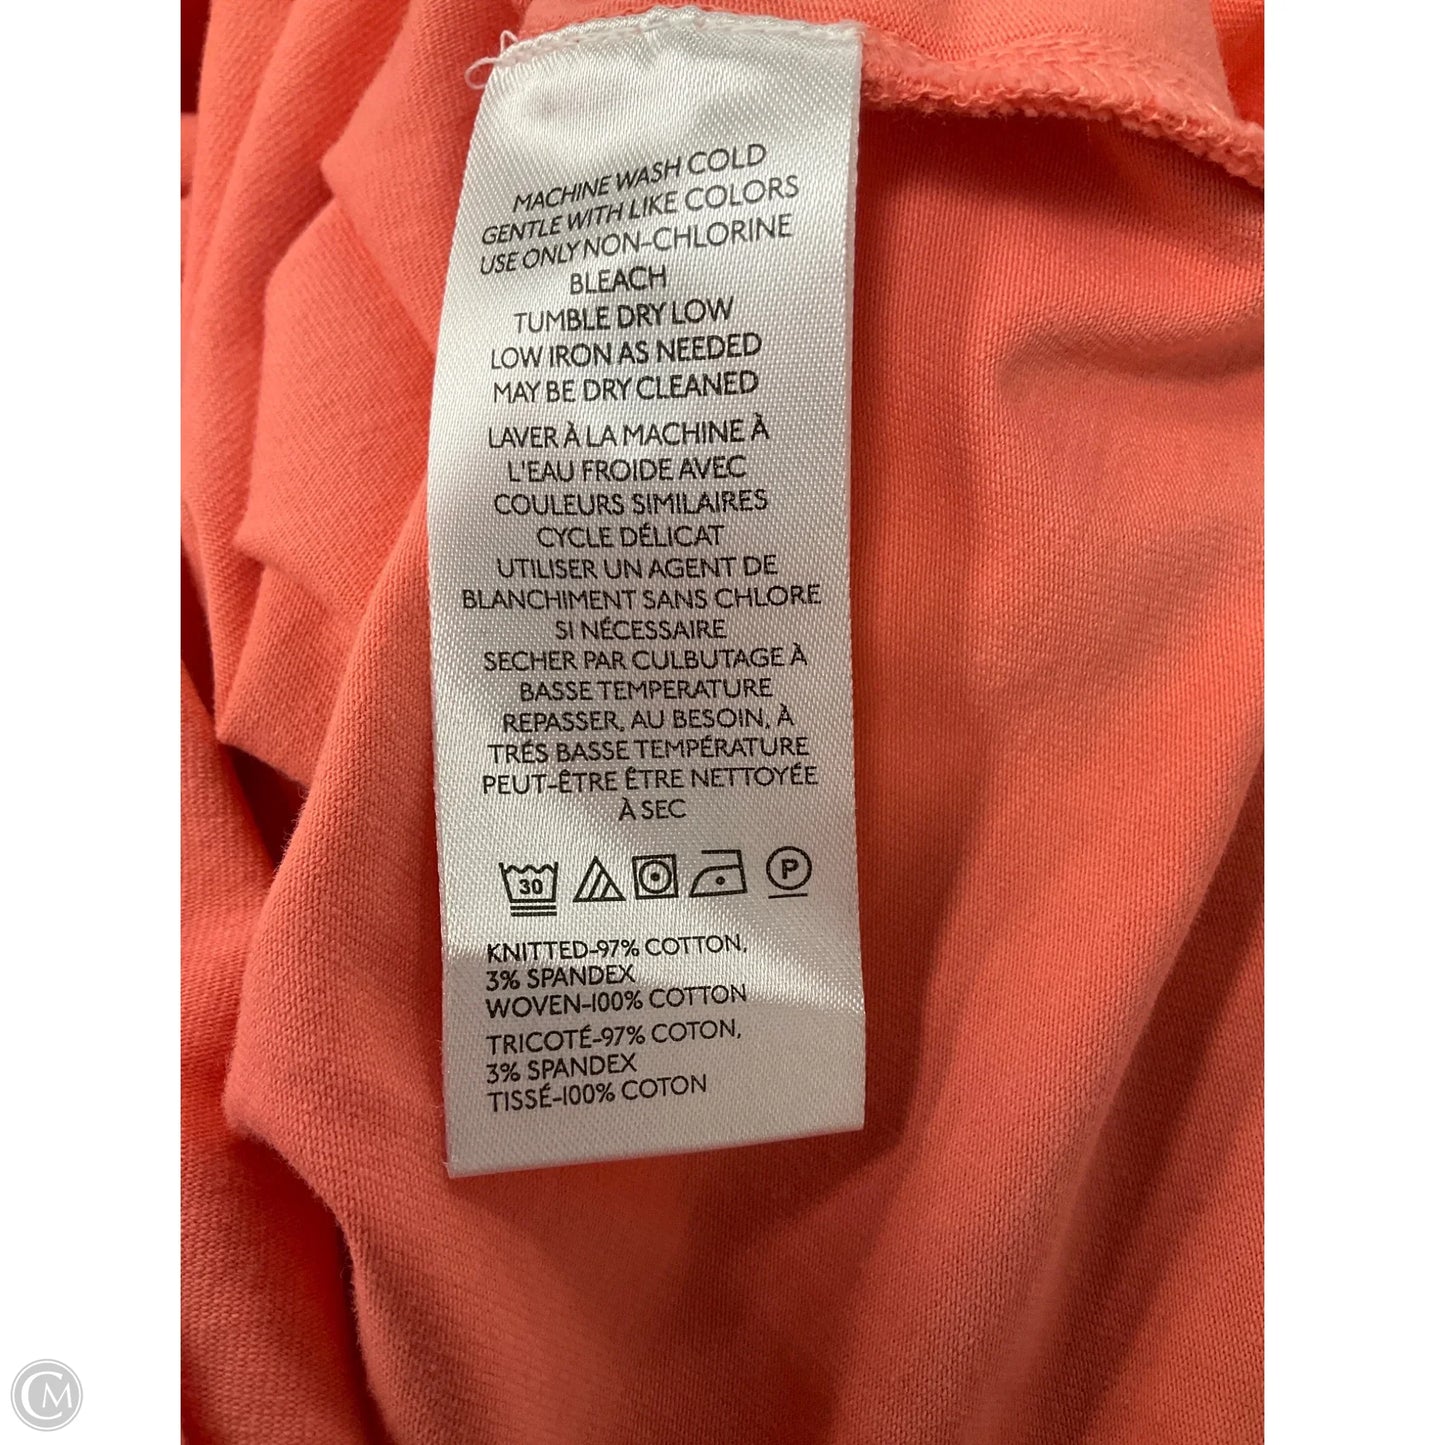 MACHINE WASH COLD
GENTLE WITH LIKE COLORS
USE ONLY NON-CHLORINE
BLEACH
TUMBLE DRY LOW
LOW IRON AS NEEDED
MAY BE DRY CLEANED
LAVER À LA MACHINE À
L'EAU FROIDE AVEC
COULEURS SIMILAIRES
CYCLE DÉLICAT
UTILISER UN AGENT DE
BLANCHIMENT SANS CHLORE
SI NÉCESSAIRE
SECHER PAR CULBUTAGE À
BASSE TEMPERATURE
REPASSER, AU BESOIN, À
TRÉS BASSE TEMPÉRATURE
PEUT-ÊTRE ÊTRE NETTOYÉE
À SEC
30 P
KNITTED-97% COTTON,
3% SPANDEX
WOVEN-100% COTTON
TRICOTÉ-97% COTON,
3% SPANDEX
TISSÉ-100% COTON
CM